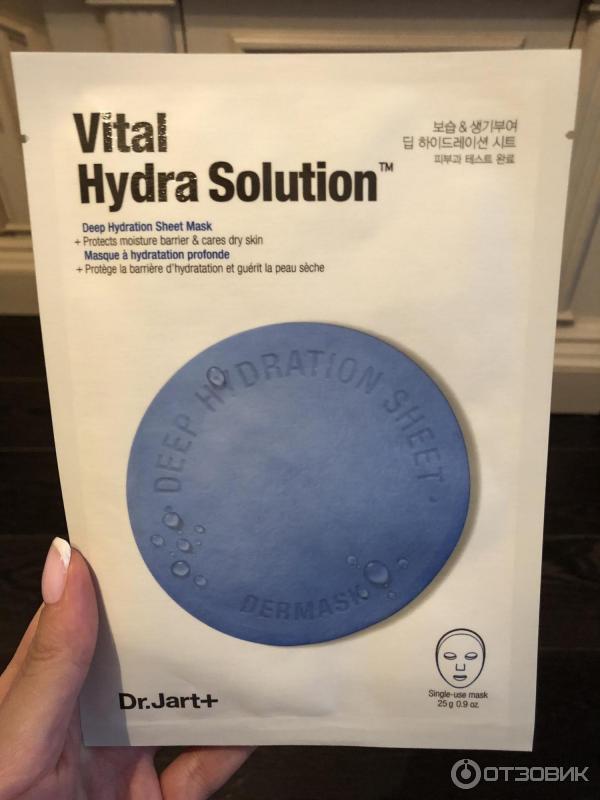 Vital
Hydra Solution™
보습 & 생기부여
딥 하이드레이션 시트
피부과 테스트 완료
Deep Hydration Sheet Mask
+ Protects moisture barrier & cares dry skin
Masque à hydratation profonde
+ Protège la barrière d'hydratation et guérit la peau sèche
DEEP HYDRATION SHEET
DERMASK
Dr.Jart+
Single-use mask
25 g 0.9 oz.
ОТЗОВИК